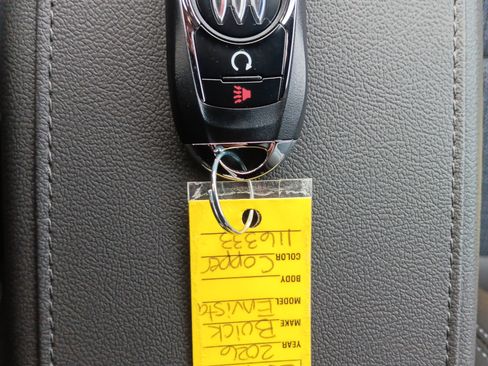 YEAR 2026
MAKE Buick
MODEL Envista
BODY
COLOR Copper
116333